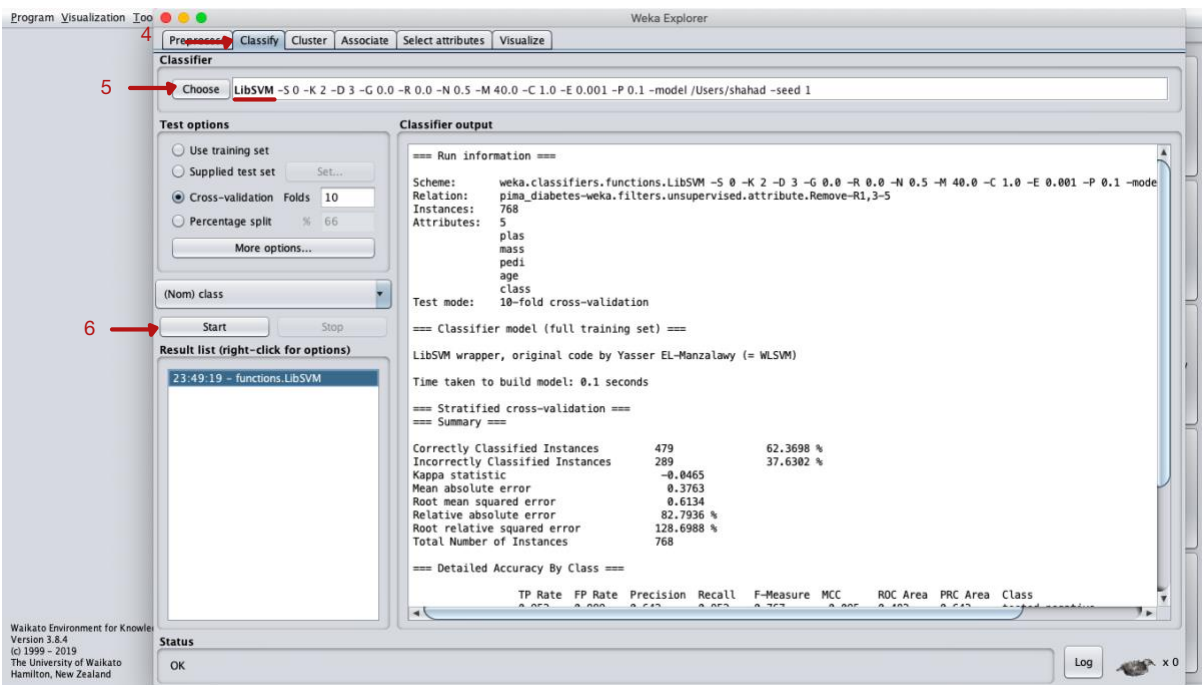 Program Visualization Too
Weka Explorer
4
Preprocess Classify Cluster Associate Select attributes Visualize
Classifier
5
Choose LibSVM -S 0 -K 2 -D 3 -G 0.0 -R 0.0 -N 0.5 -M 40.0 -C 1.0 -E 0.001 -P 0.1 -model /Users/shahad -seed 1
Test options
Use training set
Supplied test set Set...
Cross-validation Folds 10
Percentage split % 66
More options...
(Nom) class
6
Start Stop
Result list (right-click for options)
23:49:19 - functions.LibSVM
Classifier output
=== Run information ===
Scheme: weka.classifiers.functions.LibSVM -S 0 -K 2 -D 3 -G 0.0 -R 0.0 -N 0.5 -M 40.0 -C 1.0 -E 0.001 -P 0.1 -mode
Relation: pima_diabetes-weka.filters.unsupervised.attribute.Remove-R1,3-5
Instances: 768
Attributes: 5
plas
mass
pedi
age
class
Test mode: 10-fold cross-validation
=== Classifier model (full training set) ===
LibSVM wrapper, original code by Yasser EL-Manzalawy (= WLSVM)
Time taken to build model: 0.1 seconds
=== Stratified cross-validation ===
=== Summary ===
Correctly Classified Instances 479 62.3698 %
Incorrectly Classified Instances 289 37.6302 %
Kappa statistic -0.0465
Mean absolute error 0.3763
Root mean squared error 0.6134
Relative absolute error 82.7936 %
Root relative squared error 128.6988 %
Total Number of Instances 768
=== Detailed Accuracy By Class ===
TP Rate FP Rate Precision Recall F-Measure MCC ROC Area PRC Area Class
Waikato Environment for Knowle
Version 3.8.4
(c) 1999 - 2019
The University of Waikato
Hamilton, New Zealand
Status
OK
Log
x 0